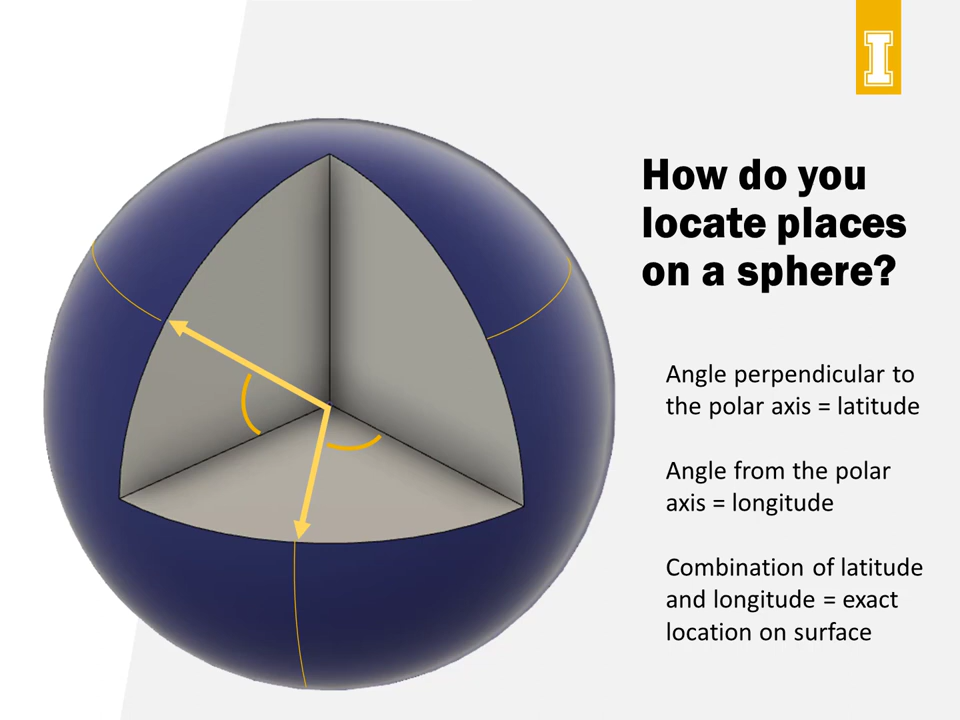 I
How do you
locate places
on a sphere?
Angle perpendicular to
the polar axis = latitude
Angle from the polar
axis = longitude
Combination of latitude
and longitude = exact
location on surface